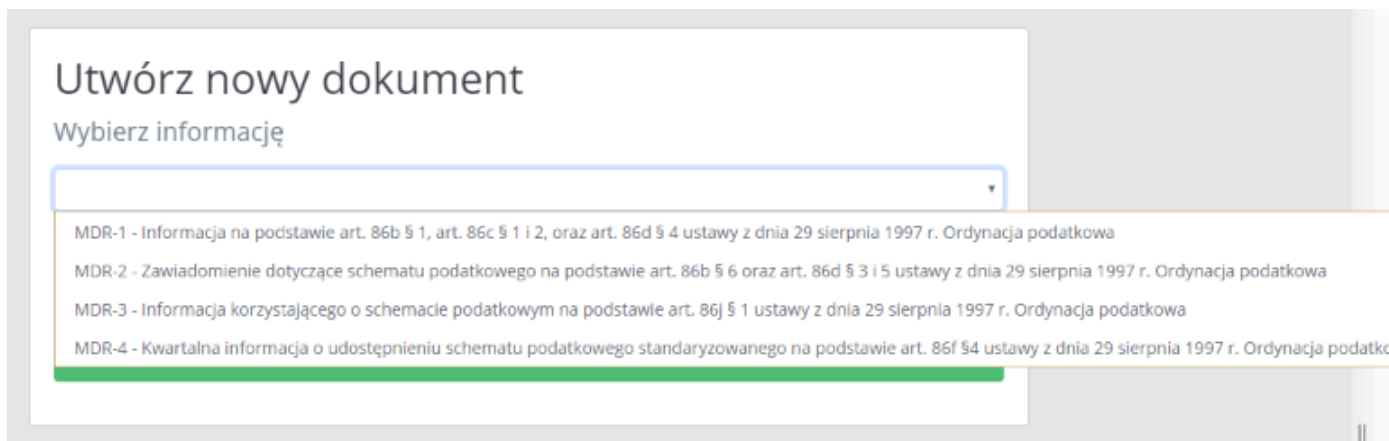 Utwórz nowy dokument
Wybierz informację
MDR-1 - Informacja na podstawie art. 86b § 1, art. 86c § 1 i 2, oraz art. 86d § 4 ustawy z dnia 29 sierpnia 1997 r. Ordynacja podatkowa
MDR-2 - Zawiadomienie dotyczące schematu podatkowego na podstawie art. 86b § 6 oraz art. 86d § 3 i 5 ustawy z dnia 29 sierpnia 1997 r. Ordynacja podatkowa
MDR-3 - Informacja korzystającego o schemacie podatkowym na podstawie art. 86j § 1 ustawy z dnia 29 sierpnia 1997 r. Ordynacja podatkowa
MDR-4 - Kwartalna informacja o udostępnieniu schematu podatkowego standaryzowanego na podstawie art. 86f §4 ustawy z dnia 29 sierpnia 1997 r. Ordynacja podatko